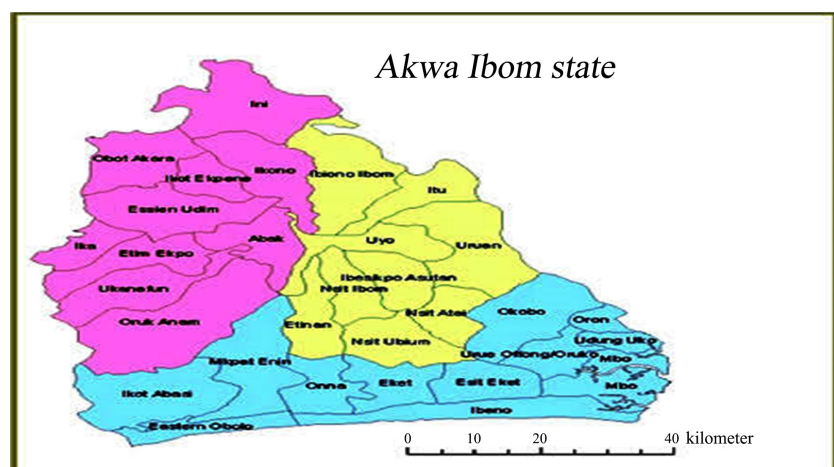 Akwa Ibom state
Ini
Obot Akara
Ikot Ekpene
Ikono
Ibiono Ibom
Itu
Essien Udim
Ika
Etim Ekpo
Abak
Uyo
Uruan
Ukanafun
Ibesikpo Asutan
Nsit Ibom
Oruk Anam
Etinan
Nsit Atai
Okobo
Oron
Nsit Ubium
Udung Uko
Urue Offong/Oruko
Mbo
Mkpat Enin
Ikot Abasi
Onna
Eket
Esit Eket
Mbo
Ibeno
Eastern Obolo
0 10 20 40 kilometer